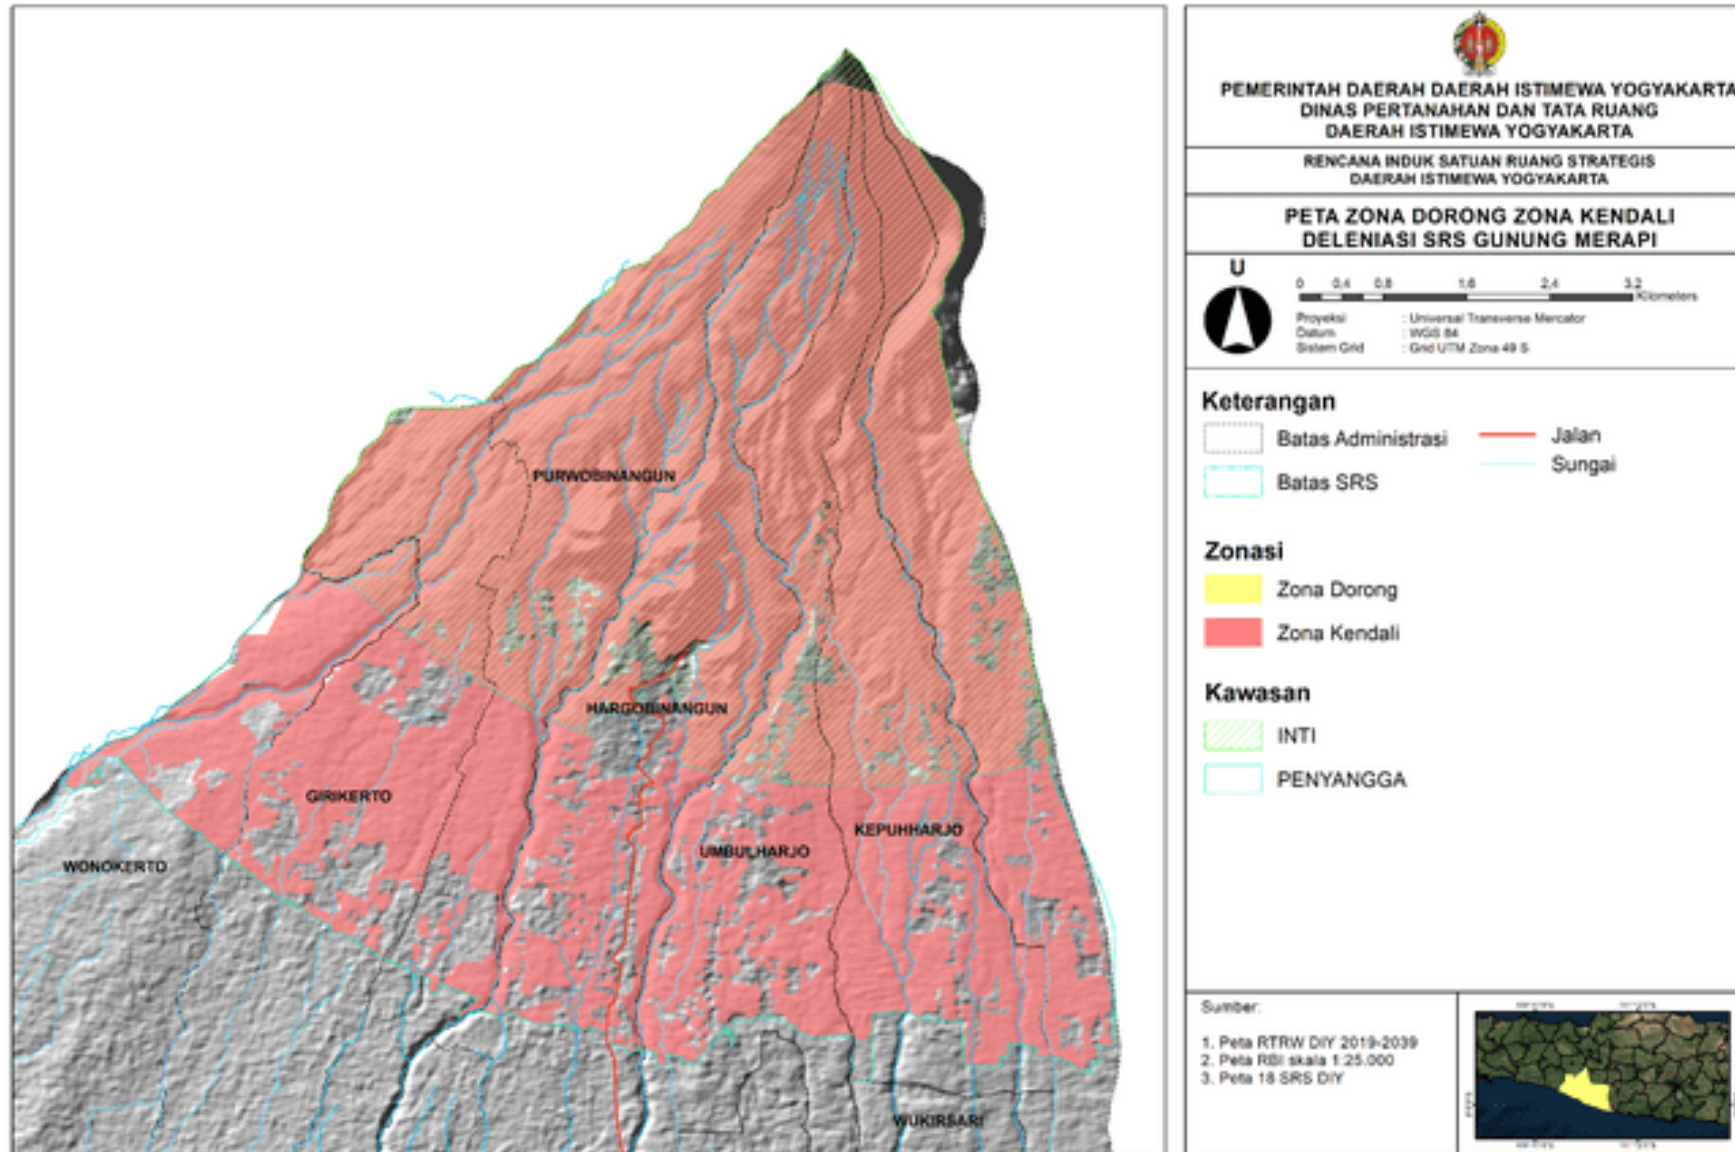 PEMERINTAH DAERAH DAERAH ISTIMEWA YOGYAKARTA
DINAS PERTANAHAN DAN TATA RUANG
DAERAH ISTIMEWA YOGYAKARTA
RENCANA INDUK SATUAN RUANG STRATEGIS
DAERAH ISTIMEWA YOGYAKARTA
PETA ZONA DORONG ZONA KENDALI
DELENIASI SRS GUNUNG MERAPI
U
0 0,4 0,8 1,6 2,4 3,2
Kilometers
Proyeksi : Universal Transverse Mercator
Datum : WGS 84
Sistem Grid : Grid UTM Zona 49 S
Keterangan
Batas Administrasi
Jalan
Batas SRS
Sungai
Zonasi
Zona Dorong
Zona Kendali
Kawasan
INTI
PENYANGGA
Sumber:
1. Peta RTRW DIY 2019-2039
2. Peta RBI skala 1:25.000
3. Peta 18 SRS DIY
PURWOBINANGUN
HARGOBINANGUN
GIRIKERTO
KEPUHHARJO
UMBULHARJO
WONOKERTO
WUKIRSARI